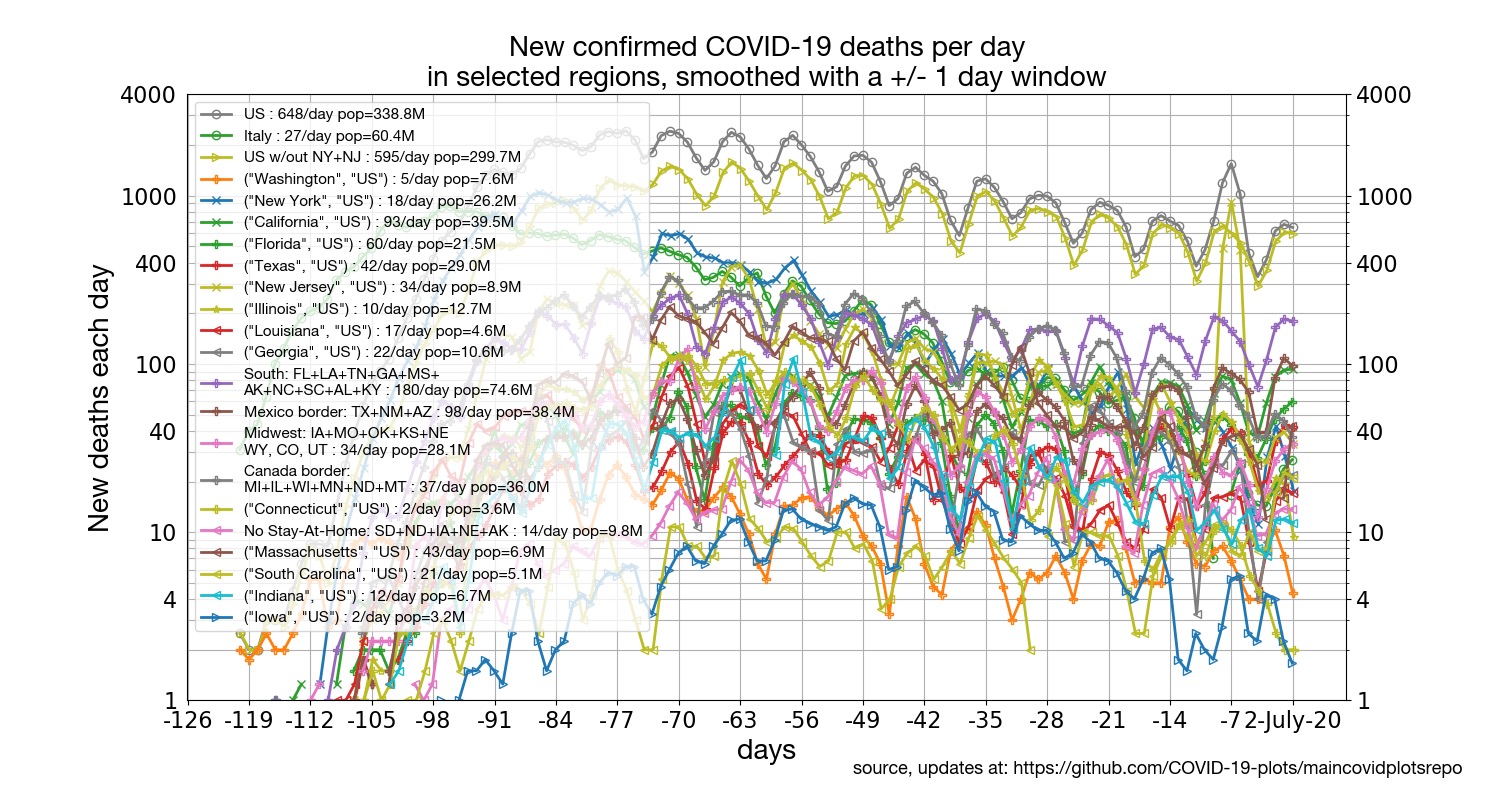 New confirmed COVID-19 deaths per day
in selected regions, smoothed with a +/- 1 day window
4000
1000
400
100
40
10
4
1
New deaths each day
US : 648/day pop=338.8M
Italy : 27/day pop=60.4M
US w/out NY+NJ : 595/day pop=299.7M
("Washington", "US") : 5/day pop=7.6M
("New York", "US") : 18/day pop=26.2M
("California", "US") : 93/day pop=39.5M
("Florida", "US") : 60/day pop=21.5M
("Texas", "US") : 42/day pop=29.0M
("New Jersey", "US") : 34/day pop=8.9M
("Illinois", "US") : 10/day pop=12.7M
("Louisiana", "US") : 17/day pop=4.6M
("Georgia", "US") : 22/day pop=10.6M
South: FL+LA+TN+GA+MS+
AK+NC+SC+AL+KY : 180/day pop=74.6M
Mexico border: TX+NM+AZ : 98/day pop=38.4M
Midwest: IA+MO+OK+KS+NE
WY, CO, UT : 34/day pop=28.1M
Canada border:
MI+IL+WI+MN+ND+MT : 37/day pop=36.0M
("Connecticut", "US") : 2/day pop=3.6M
No Stay-At-Home: SD+ND+IA+NE+AK : 14/day pop=9.8M
("Massachusetts", "US") : 43/day pop=6.9M
("South Carolina", "US") : 21/day pop=5.1M
("Indiana", "US") : 12/day pop=6.7M
("Iowa", "US") : 2/day pop=3.2M
4000
1000
400
100
40
10
4
1
-126 -119 -112 -105 -98 -91 -84 -77 -70 -63 -56 -49 -42 -35 -28 -21 -14 -7 2-July-20
days
source, updates at: https://github.com/COVID-19-plots/maincovidplotsrepo